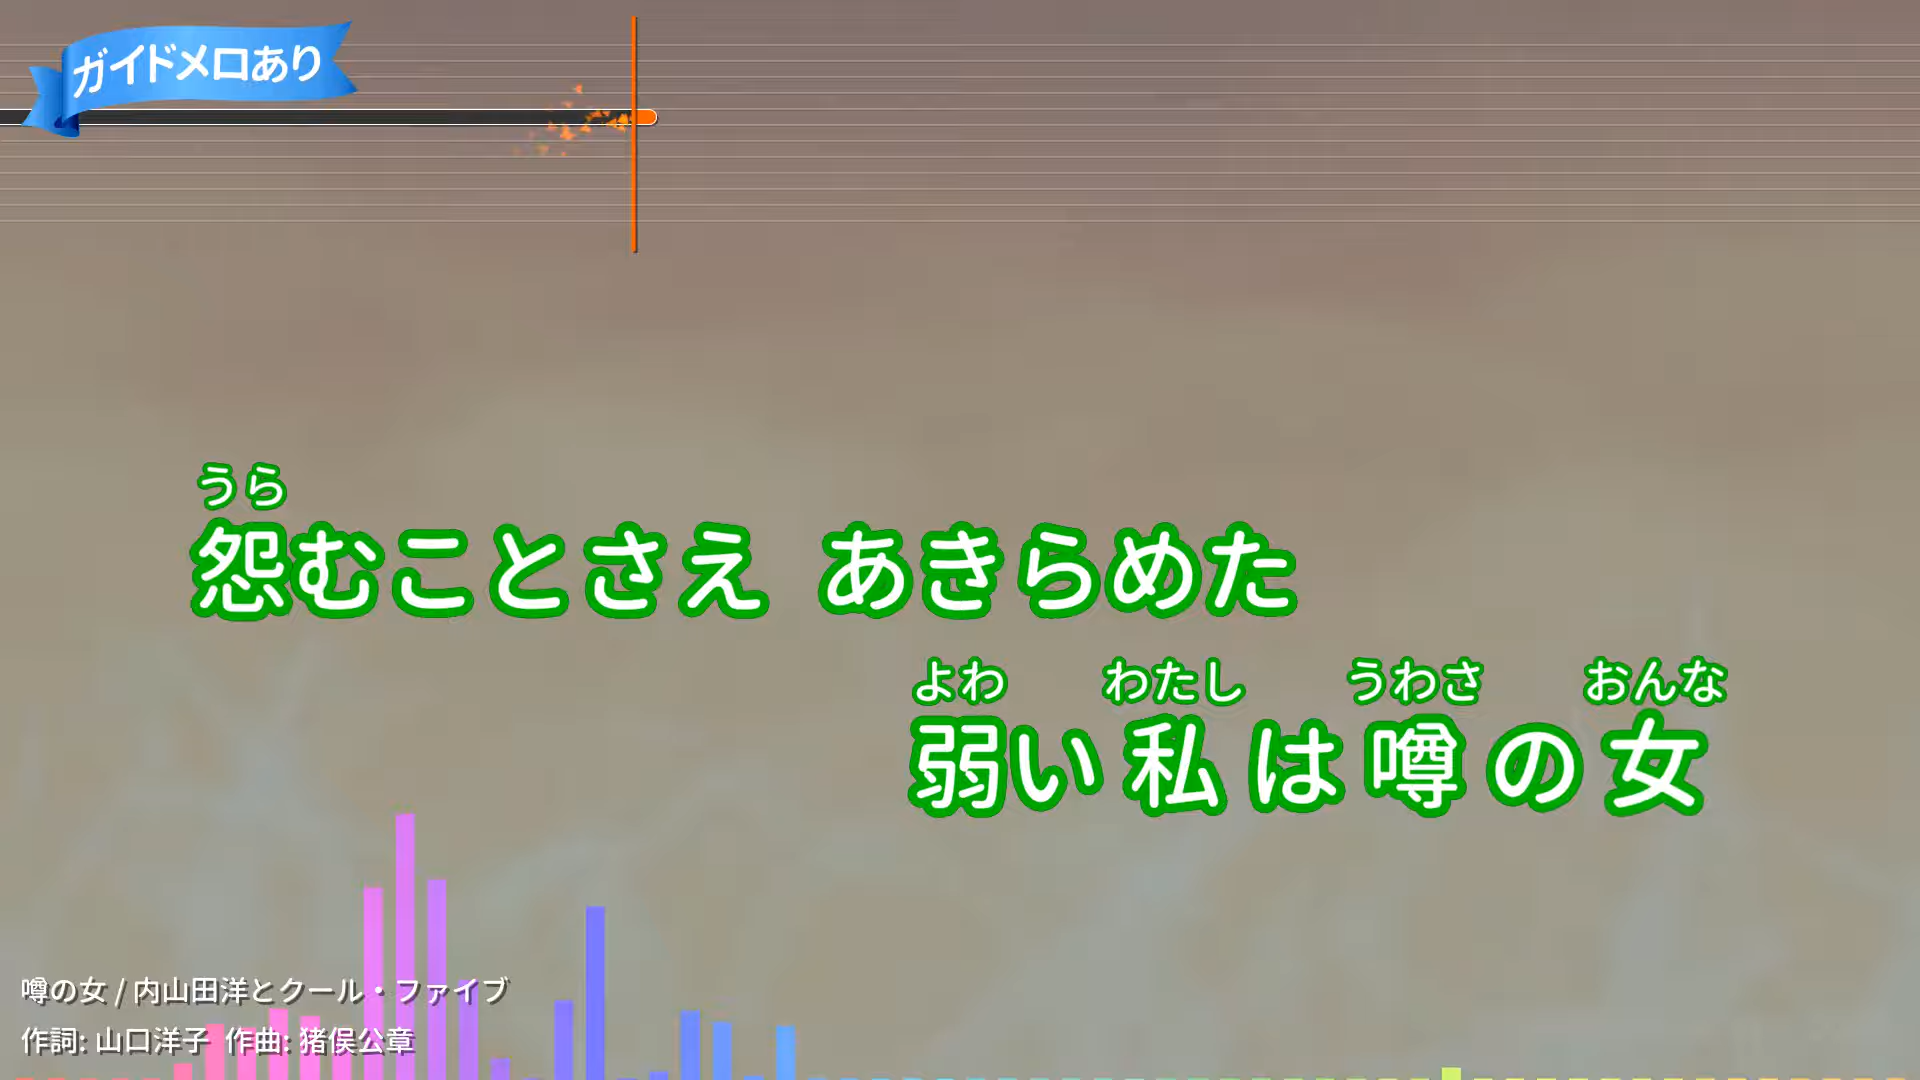 ガイドメロあり
うら
怨むことさえ あきらめた
よわ わたし うわさ おんな
弱い私は噂の女
噂の女 / 内山田洋とクール・ファイブ
作詞: 山口洋子 作曲: 猪俣公章